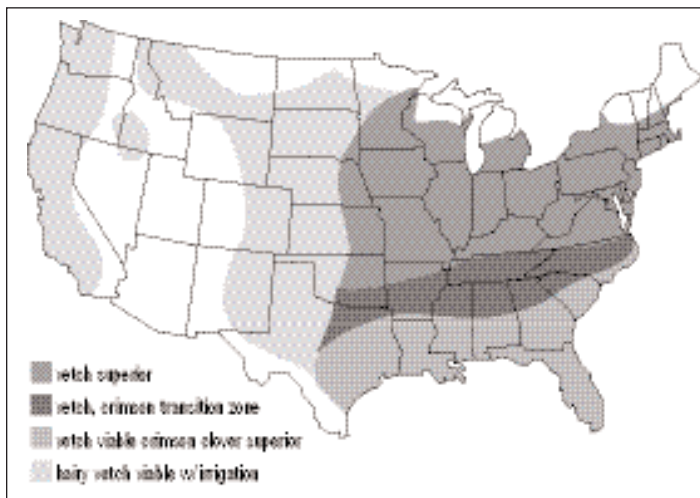 vetch superior
vetch, crimson transition zone
vetch viable crimson clover superior
hairy vetch viable w/irrigation